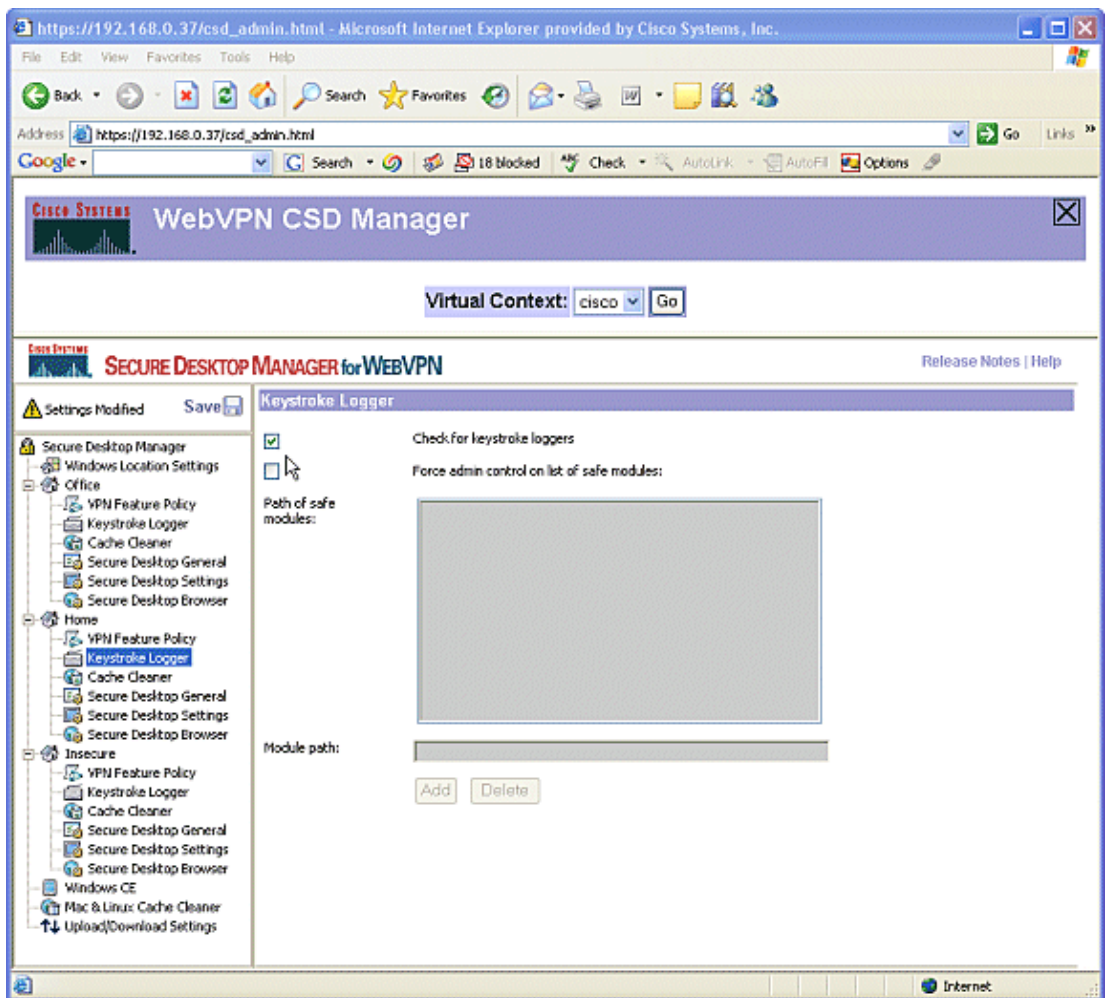 https://192.168.0.37/csd_admin.html - Microsoft Internet Explorer provided by Cisco Systems, Inc.
File Edit View Favorites Tools Help
Back Search Favorites
Address https://192.168.0.37/csd_admin.html Go Links »
Google Search 18 blocked Check AutoLink AutoFill Options
CISCO SYSTEMS WebVPN CSD Manager
Virtual Context: cisco Go
CISCO SYSTEMS SECURE DESKTOP MANAGER for WEBVPN Release Notes | Help
Settings Modified Save
Keystroke Logger
Secure Desktop Manager
Windows Location Settings
Office
VPN Feature Policy
Keystroke Logger
Cache Cleaner
Secure Desktop General
Secure Desktop Settings
Secure Desktop Browser
Home
VPN Feature Policy
Keystroke Logger
Cache Cleaner
Secure Desktop General
Secure Desktop Settings
Secure Desktop Browser
Insecure
VPN Feature Policy
Keystroke Logger
Cache Cleaner
Secure Desktop General
Secure Desktop Settings
Secure Desktop Browser
Windows CE
Mac & Linux Cache Cleaner
Upload/Download Settings
Check for keystroke loggers
Force admin control on list of safe modules:
Path of safe
modules:
Module path:
Add Delete
Internet